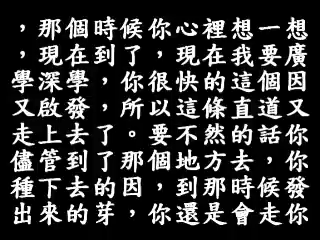 ，那個時候你心裡想一想
，現在到了，現在我要廣
學深學，你很快的這個因
又啟發，所以這條直道又
走上去了。要不然的話你
儘管到了那個地方去，你
種下去的因，到那時候發
出來的芽，你還是會走你